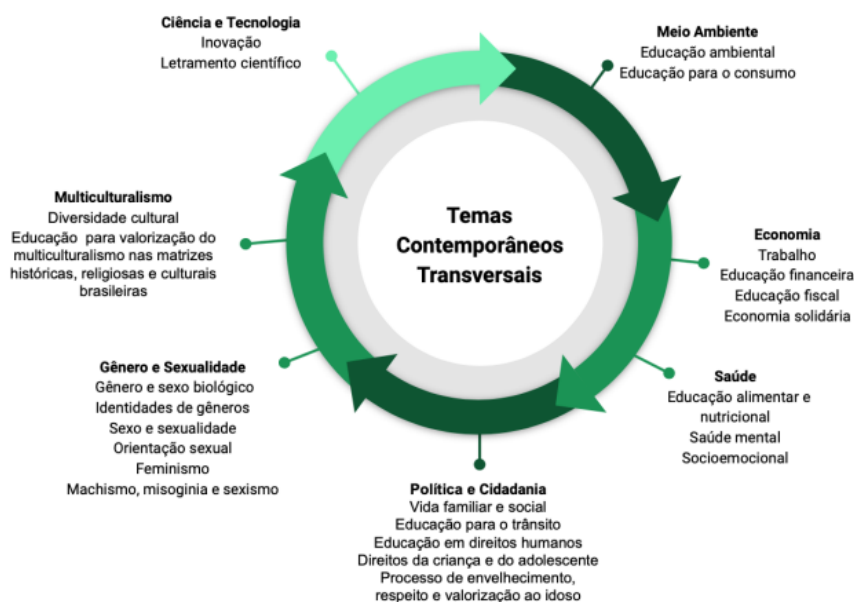 Ciência e Tecnologia
Inovação
Letramento científico
Meio Ambiente
Educação ambiental
Educação para o consumo
Temas
Contemporâneos
Transversais
Multiculturalismo
Diversidade cultural
Educação para valorização do
multiculturalismo nas matrizes
históricas, religiosas e culturais
brasileiras
Economia
Trabalho
Educação financeira
Educação fiscal
Economia solidária
Gênero e Sexualidade
Gênero e sexo biológico
Identidades de gêneros
Sexo e sexualidade
Orientação sexual
Feminismo
Machismo, misoginia e sexismo
Saúde
Educação alimentar e
nutricional
Saúde mental
Socioemocional
Política e Cidadania
Vida familiar e social
Educação para o trânsito
Educação em direitos humanos
Direitos da criança e do adolescente
Processo de envelhecimento,
respeito e valorização ao idoso